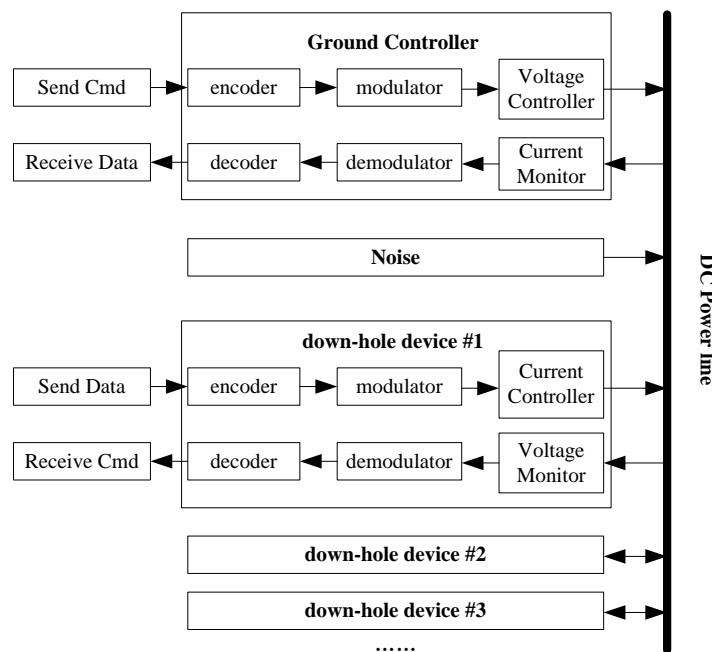 Ground Controller
Send Cmd
encoder
modulator
Voltage
Controller
Receive Data
decoder
demodulator
Current
Monitor
Noise
DC Power line
down-hole device #1
Send Data
encoder
modulator
Current
Controller
Receive Cmd
decoder
demodulator
Voltage
Monitor
down-hole device #2
down-hole device #3
……